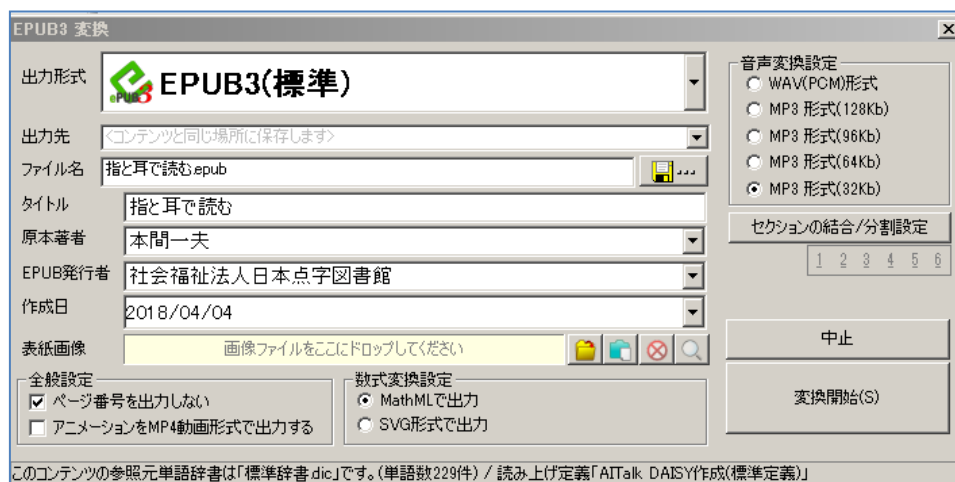 EPUB3 変換
出力形式
ePUB3 EPUB3(標準)
出力先 <コンテンツと同じ場所に保存します>
ファイル名 指と耳で読む.epub
...
タイトル 指と耳で読む
原本著者 本間一夫
EPUB発行者 社会福祉法人日本点字図書館
作成日 2018/04/04
表紙画像 画像ファイルをここにドロップしてください
全般設定
ページ番号を出力しない
アニメーションをMP4動画形式で出力する
数式変換設定
MathMLで出力
SVG形式で出力
音声変換設定
WAV(PCM)形式
MP3 形式(128Kb)
MP3 形式(96Kb)
MP3 形式(64Kb)
MP3 形式(32Kb)
セクションの結合/分割設定
1 2 3 4 5 6
中止
変換開始(S)
このコンテンツの参照元単語辞書は「標準辞書.dic」です。(単語数229件) / 読み上げ定義「AITalk DAISY作成(標準定義)」